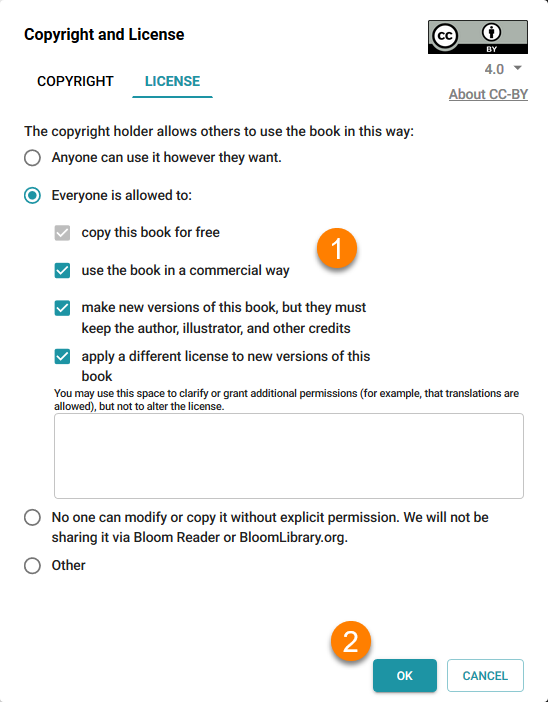 Copyright and License
cc
BY
COPYRIGHT
LICENSE
4.0
About CC-BY
The copyright holder allows others to use the book in this way:
Anyone can use it however they want.
Everyone is allowed to:
copy this book for free
1
use the book in a commercial way
make new versions of this book, but they must
keep the author, illustrator, and other credits
apply a different license to new versions of this
book
You may use this space to clarify or grant additional permissions (for example, that translations are
allowed), but not to alter the license.
No one can modify or copy it without explicit permission. We will not be
sharing it via Bloom Reader or BloomLibrary.org.
Other
2
OK
CANCEL